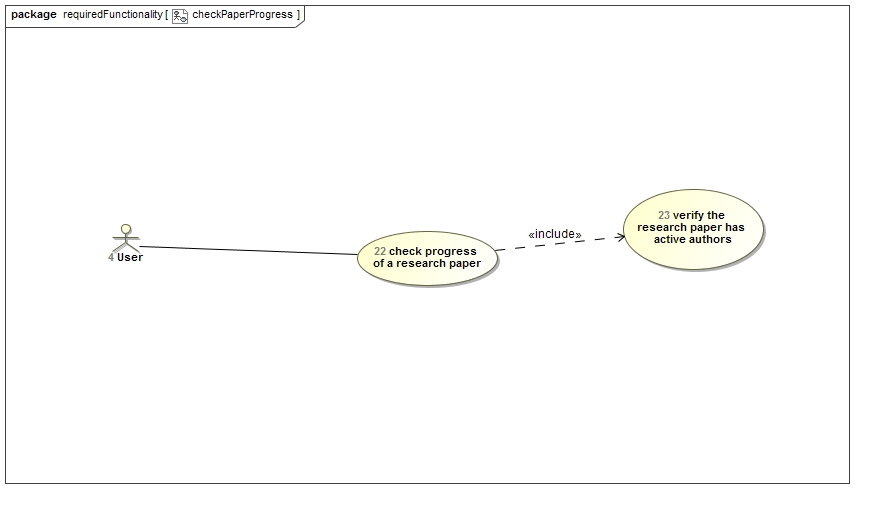 package requiredFunctionality [ checkPaperProgress ]
«include»
23 verify the
research paper has
active authors
4 User
22 check progress
of a research paper